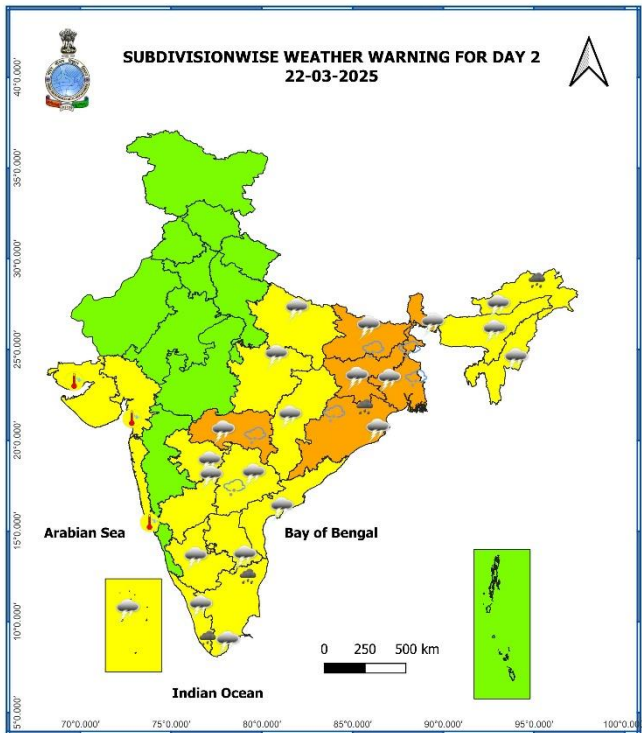 SUBDIVISIONWISE WEATHER WARNING FOR DAY 2
22-03-2025
40°0.000'
35°0.000'
30°0.000'
25°0.000'
20°0.000'
15°0.000'
10°0.000'
5°0.000'
Arabian Sea
Bay of Bengal
0 250 500 km
Indian Ocean
70°0.000' 75°0.000' 80°0.000' 85°0.000' 90°0.000' 95°0.000' 100°0.000'